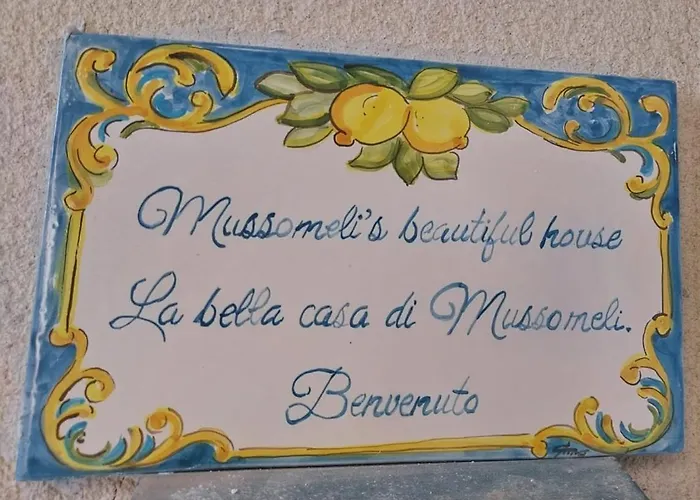 Mussomeli's beautiful house
La bella casa di Mussomeli.
Benvenuto